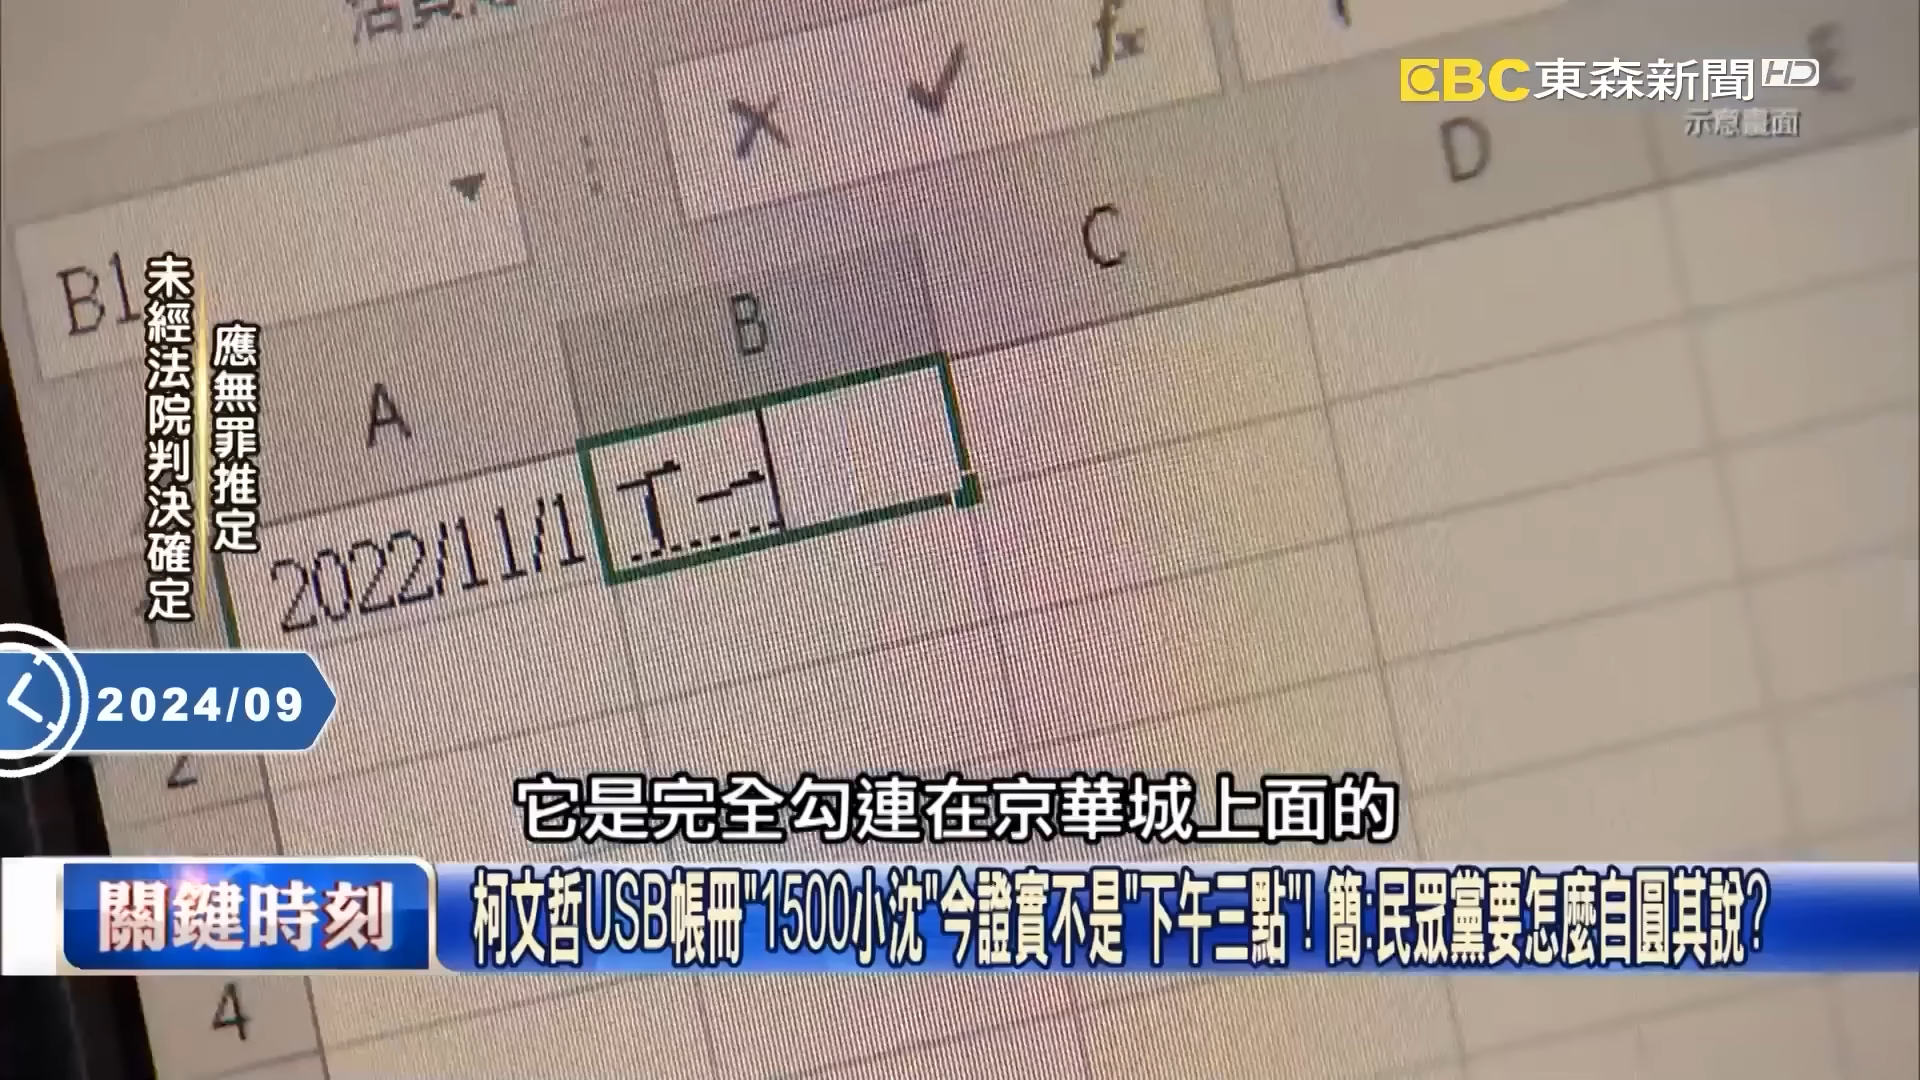 EBC東森新聞HD
示意畫面
fx
B1
A
B
C
D
E
2022/11/1
ㄒㄧ
2
4
未經法院判決確定
應無罪推定
2024/09
它是完全勾連在京華城上面的
關鍵時刻
柯文哲USB帳冊"1500小沈"今證實不是"下午三點"! 簡:民眾黨要怎麼自圓其說?